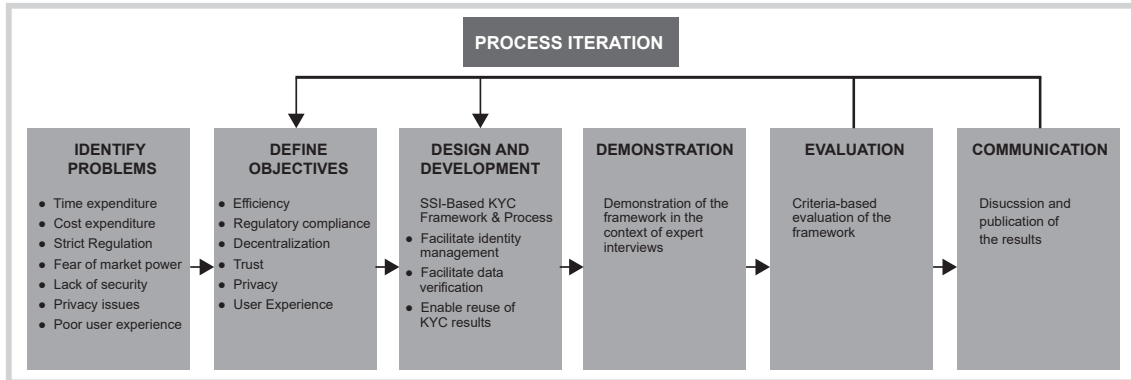 PROCESS ITERATION
IDENTIFY
PROBLEMS
● Time expenditure
● Cost expenditure
● Strict Regulation
● Fear of market power
● Lack of security
● Privacy issues
● Poor user experience
DEFINE
OBJECTIVES
● Efficiency
● Regulatory compliance
● Decentralization
● Trust
● Privacy
● User Experience
DESIGN AND
DEVELOPMENT
SSI-Based KYC
Framework & Process
● Facilitate identity
management
● Facilitate data
verification
● Enable reuse of
KYC results
DEMONSTRATION
Demonstration of the
framework in the
context of expert
interviews
EVALUATION
Criteria-based
evaluation of the
framework
COMMUNICATION
Disucssion and
publication of
the results